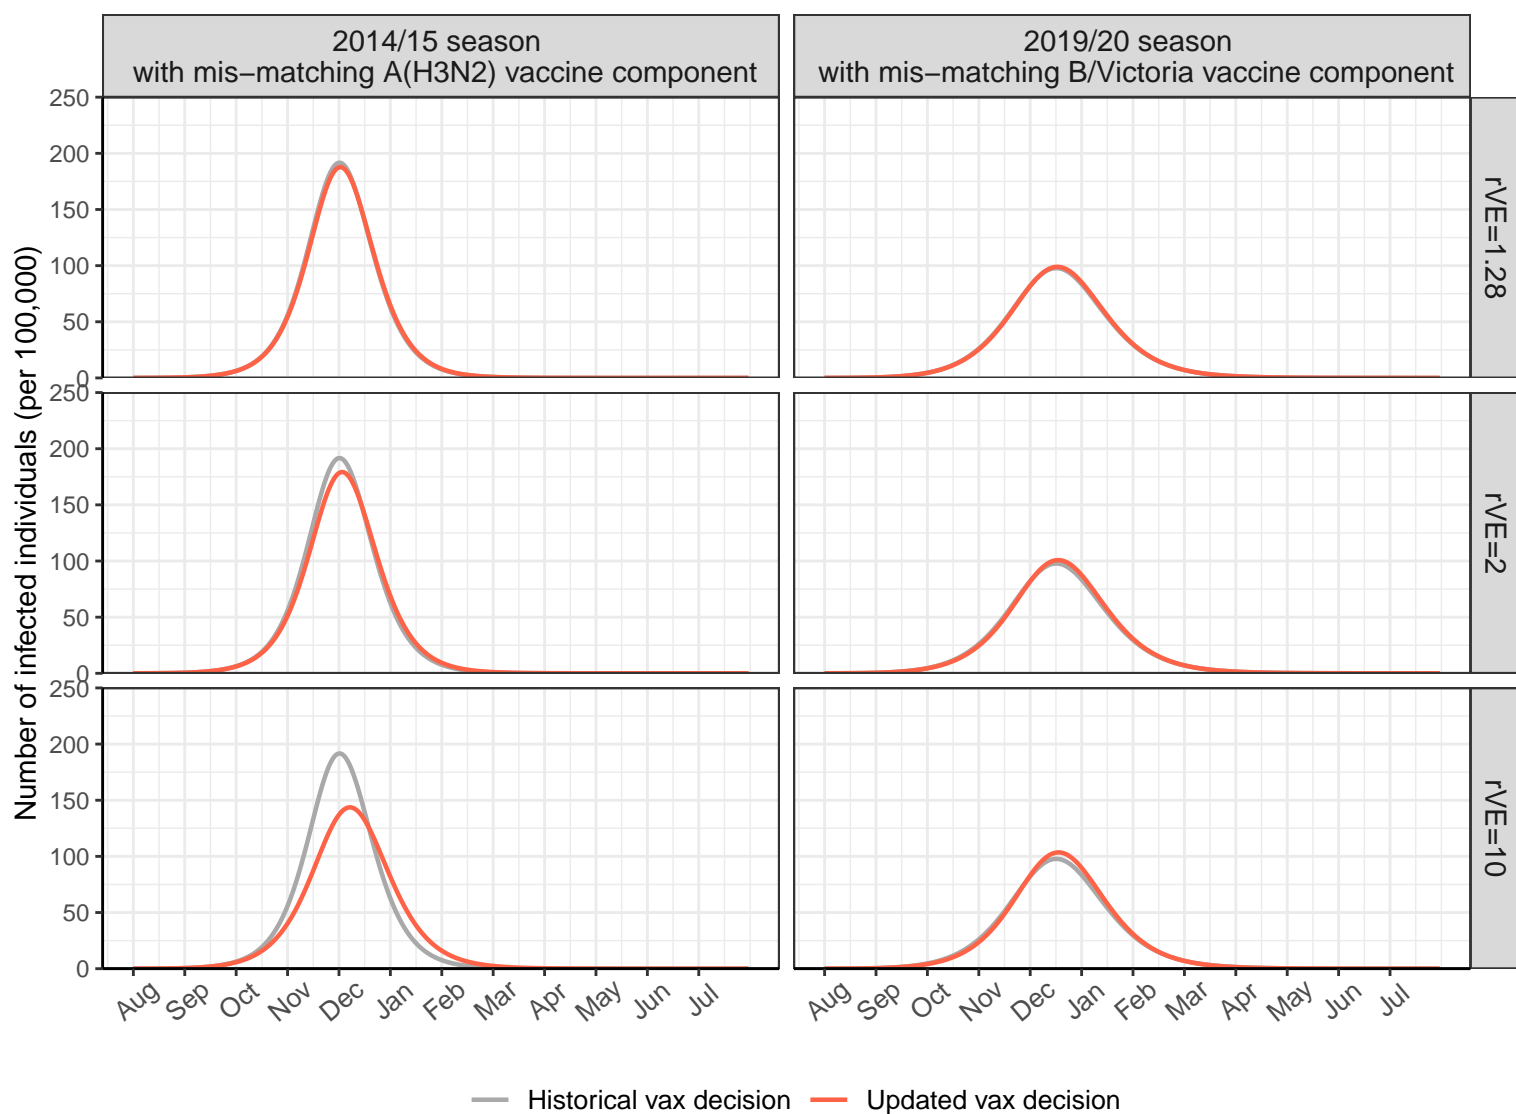 2014/15 season
with mis−matching A(H3N2) vaccine component
2019/20 season
with mis−matching B/Victoria vaccine component
Number of infected individuals (per 100,000)
250
200
150
100
50
0
rVE=1.28
250
200
150
100
50
0
rVE=2
250
200
150
100
50
0
rVE=10
Aug Sep Oct Nov Dec Jan Feb Mar Apr May Jun Jul
Aug Sep Oct Nov Dec Jan Feb Mar Apr May Jun Jul
Historical vax decision
Updated vax decision